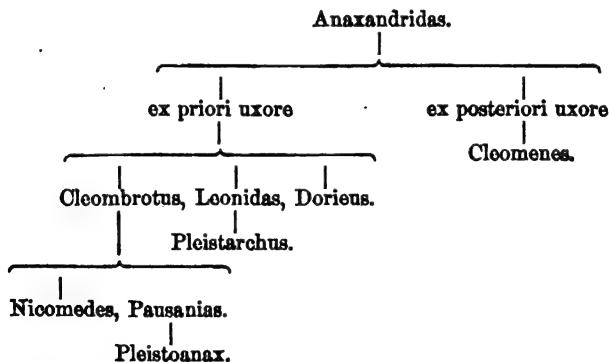 Anaxandridas.
ex priori uxore ex posteriori uxore
Cleomenes.
Cleombrotus, Leonidas, Dorieus.
Pleistarchus.
Nicomedes, Pausanias.
Pleistoanax.